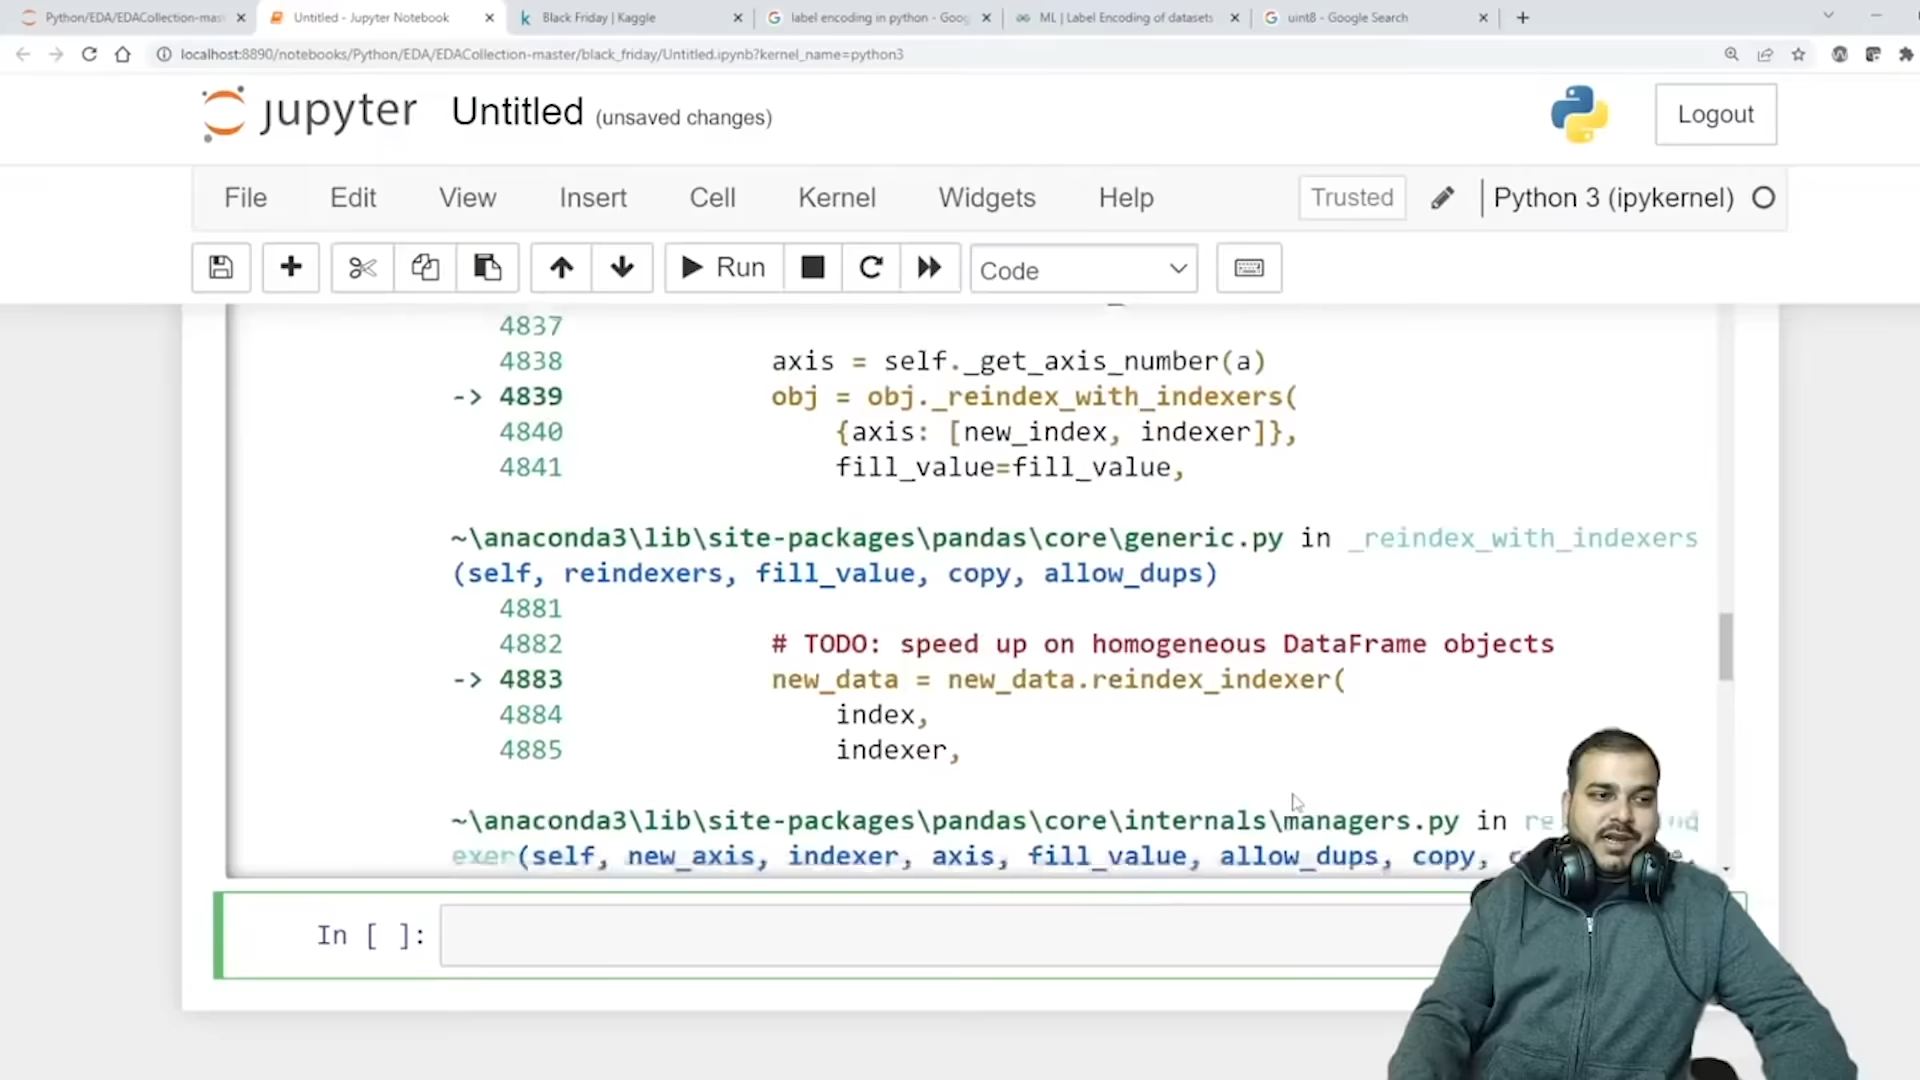 Python/EDA/EDACollection-mas
Untitled - Jupyter Notebook
Black Friday | Kaggle
label encoding in python - Goog
ML | Label Encoding of datasets
uint8 - Google Search
localhost:8890/notebooks/Python/EDA/EDACollection-master/black_friday/Untitled.ipynb?kernel_name=python3
jupyter Untitled (unsaved changes)
Logout
File Edit View Insert Cell Kernel Widgets Help Trusted Python 3 (ipykernel)
Run Code
4837
4838 axis = self._get_axis_number(a)
-> 4839 obj = obj._reindex_with_indexers(
4840 {axis: [new_index, indexer]},
4841 fill_value=fill_value,
~\anaconda3\lib\site-packages\pandas\core\generic.py in _reindex_with_indexers
(self, reindexers, fill_value, copy, allow_dups)
4881
4882 # TODO: speed up on homogeneous DataFrame objects
-> 4883 new_data = new_data.reindex_indexer(
4884 index,
4885 indexer,
~\anaconda3\lib\site-packages\pandas\core\internals\managers.py in
exer(self, new_axis, indexer, axis, fill_value, allow_dups, copy,
In [ ]: